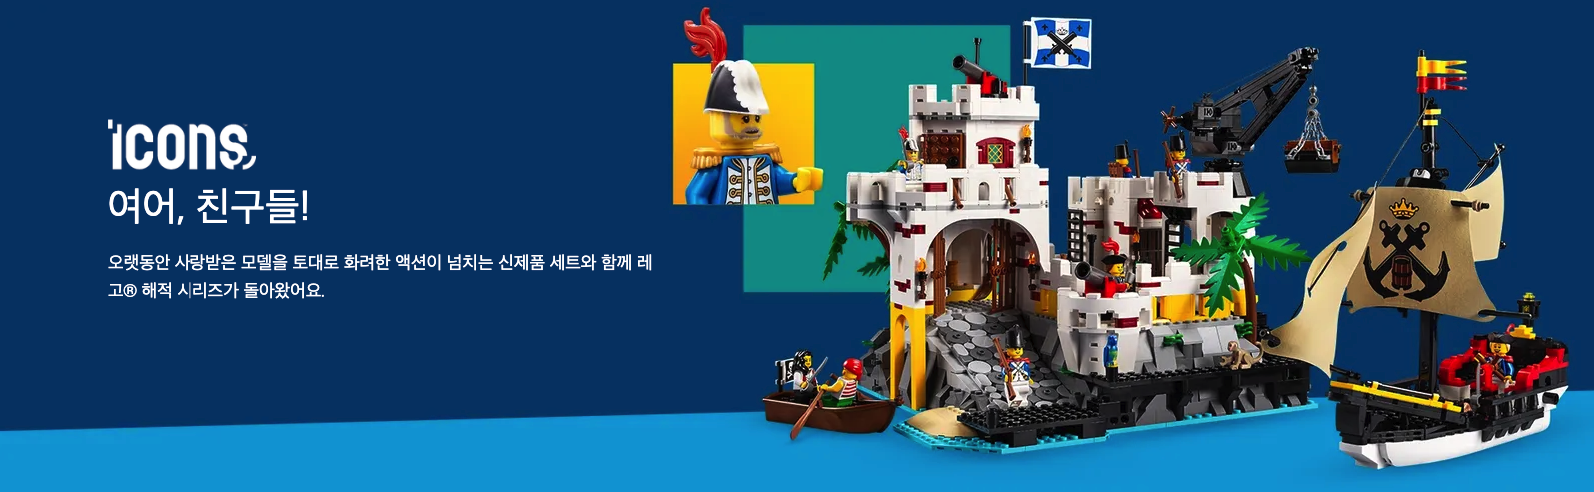 icons
여어, 친구들!
오랫동안 사랑받은 모델을 토대로 화려한 액션이 넘치는 신제품 세트와 함께 레
고® 해적 시리즈가 돌아왔어요.